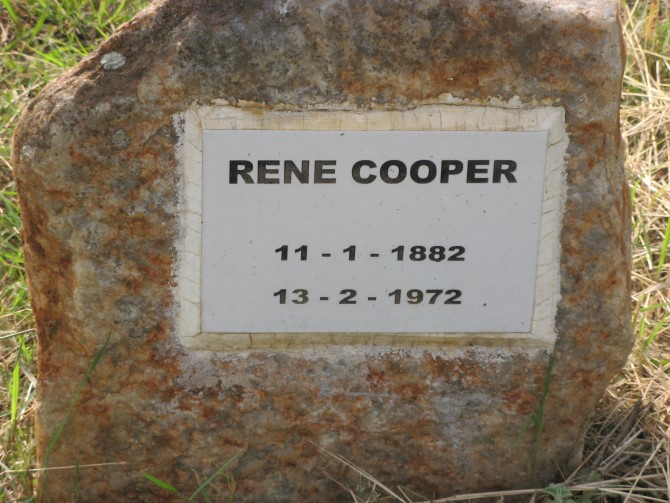 RENE COOPER
11 - 1 - 1882
13 - 2 - 1972